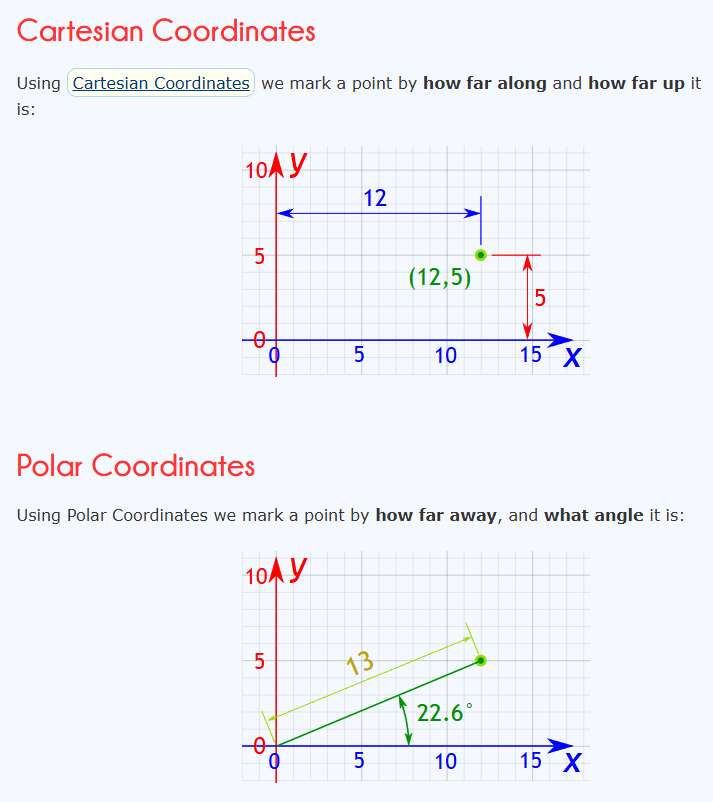 Cartesian Coordinates
Using Cartesian Coordinates we mark a point by how far along and how far up it
is:
10 y
12
5
(12,5)
5
0
0 5 10 15 x
Polar Coordinates
Using Polar Coordinates we mark a point by how far away, and what angle it is:
10 y
13
5
22.6°
0
0 5 10 15 x